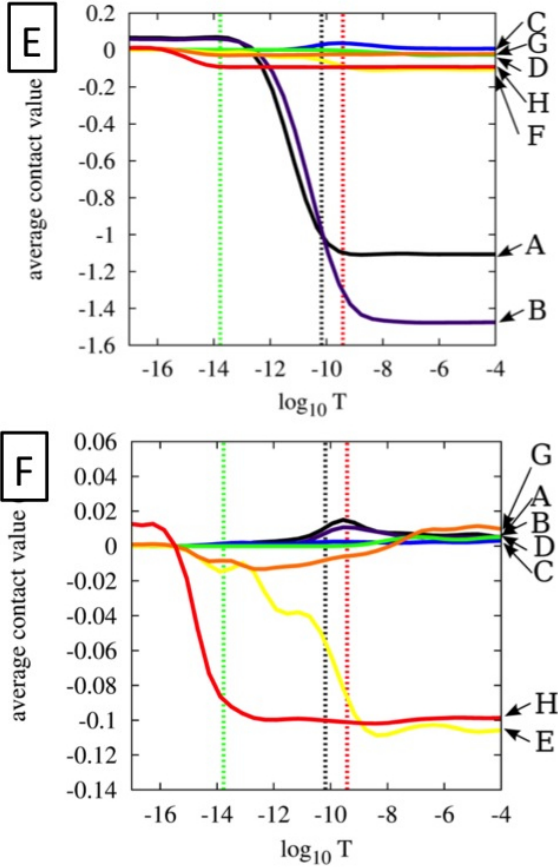 E
average contact value
0.2
0
-0.2
-0.4
-0.6
-0.8
-1
-1.2
-1.4
-1.6
-16 -14 -12 -10 -8 -6 -4
log10 T
C
G
D
H
F
A
B
F
average contact value
0.06
0.04
0.02
0
-0.02
-0.04
-0.06
-0.08
-0.1
-0.12
-0.14
-16 -14 -12 -10 -8 -6 -4
log10 T
G
A
B
D
C
H
E